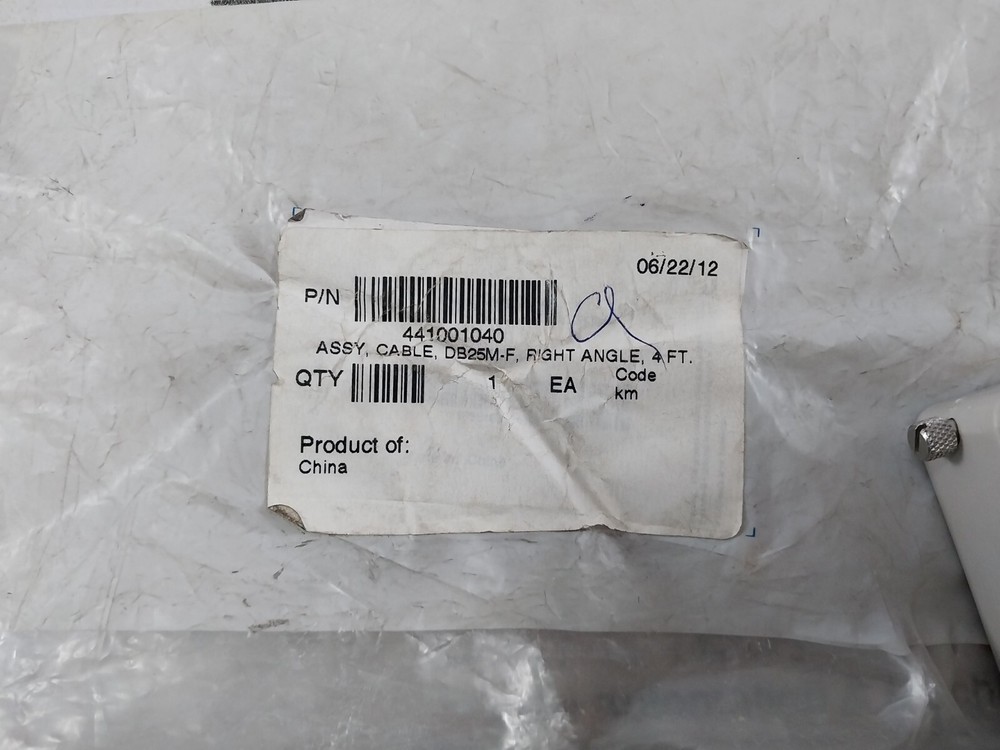 06/22/12
P/N
441001040
ASSY, CABLE, DB25M-F, RIGHT ANGLE, 4 FT.
QTY 1 EA Code
km
Product of:
China